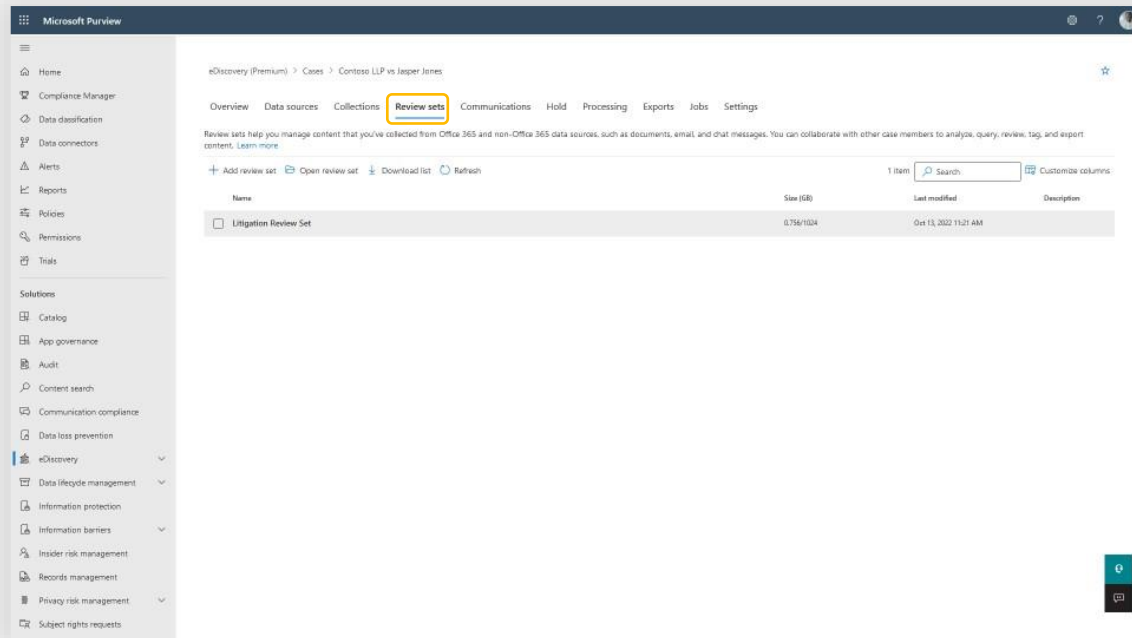 Microsoft Purview
?
Home
Compliance Manager
Data classification
Data connectors
Alerts
Reports
Policies
Permissions
Trials
Solutions
Catalog
App governance
Audit
Content search
Communication compliance
Data loss prevention
eDiscovery
Data lifecycle management
Information protection
Information barriers
Insider risk management
Records management
Privacy risk management
Subject rights requests
eDiscovery (Premium) > Cases > Contoso LLP vs Jasper Jones
Overview Data sources Collections Review sets Communications Hold Processing Exports Jobs Settings
Review sets help you manage content that you've collected from Office 365 and non-Office 365 data sources, such as documents, email, and chat messages. You can collaborate with other case members to analyze, query, review, tag, and export
content. Learn more
Add review set Open review set Download list Refresh 1 item Search Customize columns
Name Size (GB) Last modified Description
Litigation Review Set 0.756/1024 Oct 13, 2022 11:21 AM